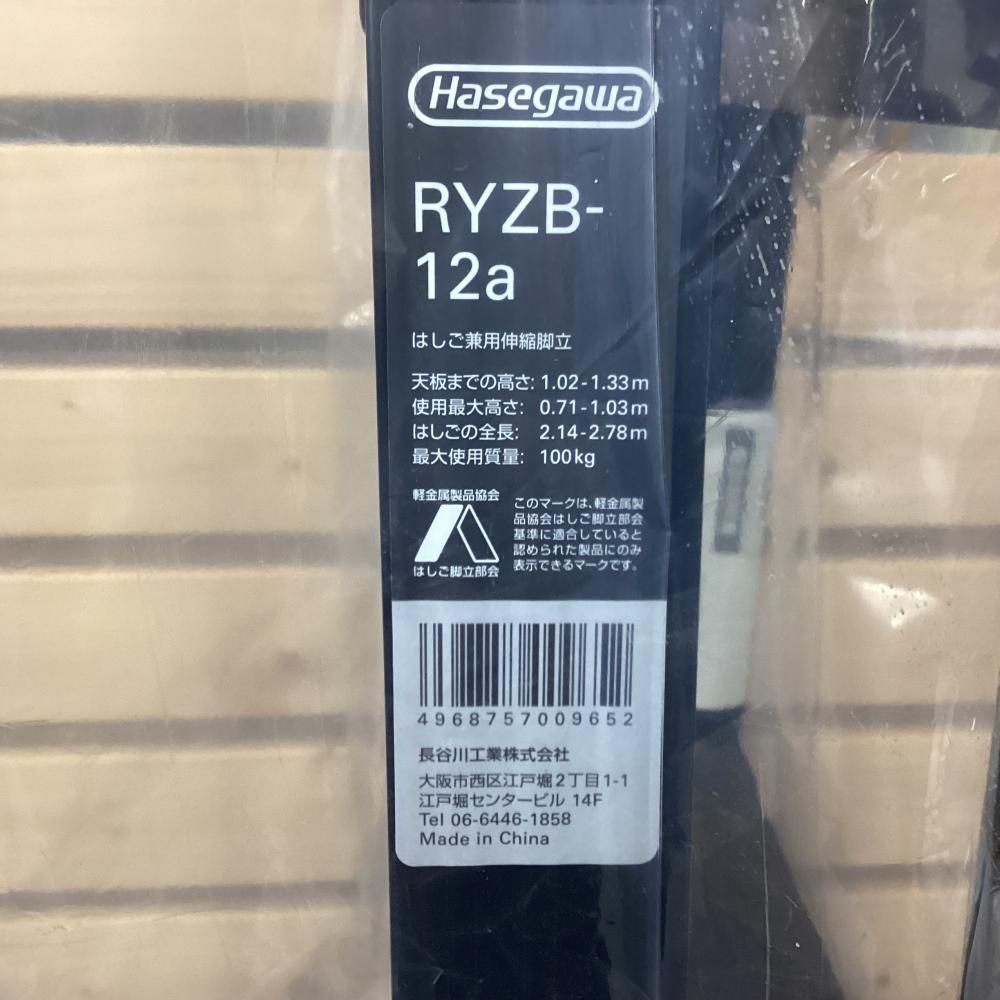 Hasegawa
RYZB-
12a
はしご兼用伸縮脚立
天板までの高さ: 1.02-1.33m
使用最大高さ: 0.71-1.03m
はしごの全長: 2.14-2.78m
最大使用質量: 100kg
軽金属製品協会
はしご脚立部会
このマークは、軽金属製
品協会はしご脚立部会
基準に適合していると
認められた製品にのみ
表示できるマークです。
4968757009652
長谷川工業株式会社
大阪市西区江戸堀2丁目1-1
江戸堀センタービル 14F
Tel 06-6446-1858
Made in China